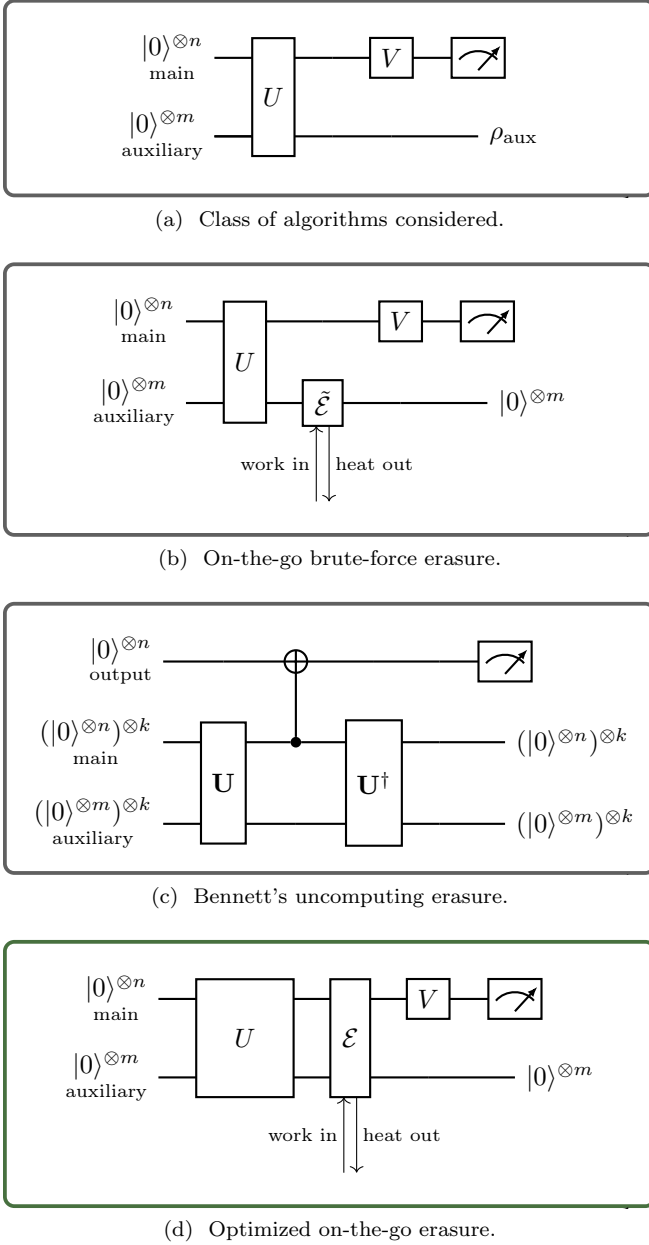 |0⟩⊗n
main
U
V
|0⟩⊗m
auxiliary
ρaux
(a) Class of algorithms considered.
|0⟩⊗n
main
U
V
|0⟩⊗m
auxiliary
Ẽ
|0⟩⊗m
work in
heat out
(b) On-the-go brute-force erasure.
|0⟩⊗n
output
(|0⟩⊗n)⊗k
main
(|0⟩⊗n)⊗k
U
U†
(|0⟩⊗m)⊗k
auxiliary
(|0⟩⊗m)⊗k
(c) Bennett's uncomputing erasure.
|0⟩⊗n
main
U
ℰ
V
|0⟩⊗m
auxiliary
|0⟩⊗m
work in
heat out
(d) Optimized on-the-go erasure.